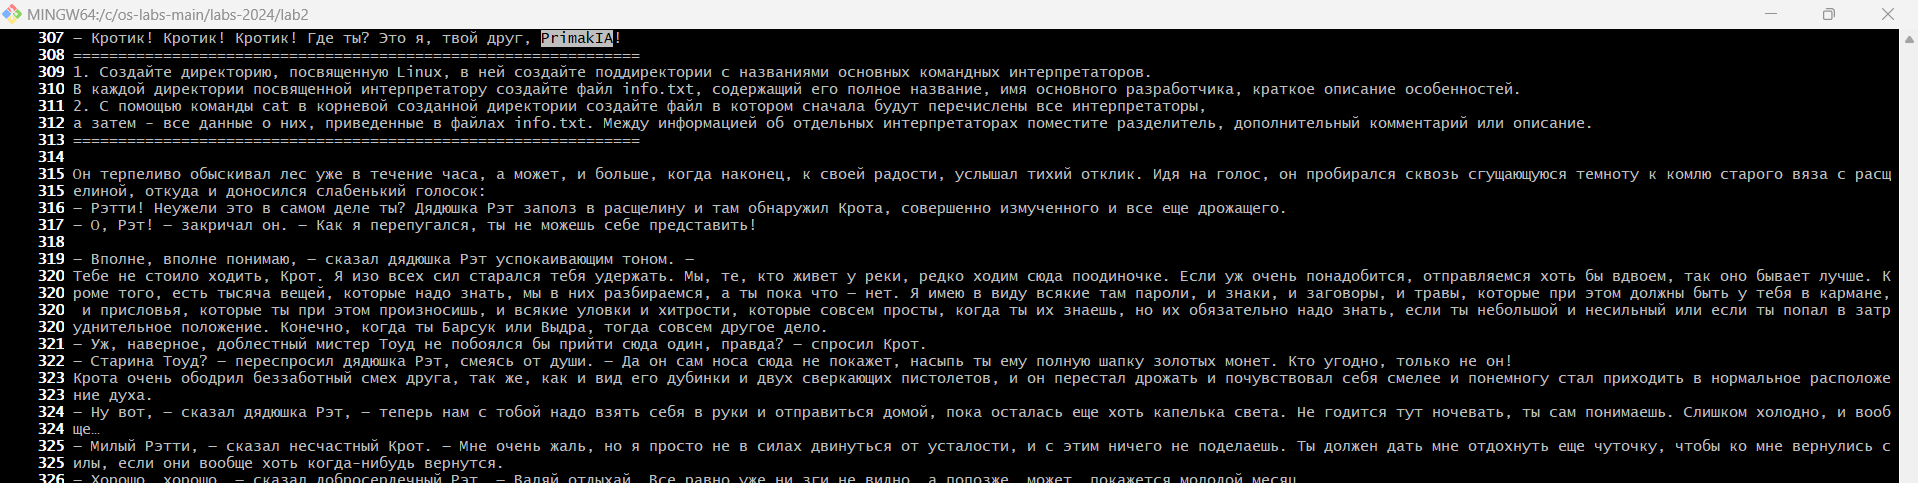 MINGW64:/c/os-labs-main/labs-2024/lab2
307 – Кротик! Кротик! Кротик! Где ты? Это я, твой друг, PrimakIA!
308 ===============================================================
309 1. Создайте директорию, посвященную Linux, в ней создайте поддиректории с названиями основных командных интерпретаторов.
310 В каждой директории посвященной интерпретатору создайте файл info.txt, содержащий его полное название, имя основного разработчика, краткое описание особенностей.
311 2. С помощью команды cat в корневой созданной директории создайте файл в котором сначала будут перечислены все интерпретаторы,
312 а затем - все данные о них, приведенные в файлах info.txt. Между информацией об отдельных интерпретаторах поместите разделитель, дополнительный комментарий или описание.
313 ===============================================================
314
315 Он терпеливо обыскивал лес уже в течение часа, а может, и больше, когда наконец, к своей радости, услышал тихий отклик. Идя на голос, он пробирался сквозь сгущающуюся темноту к комлю старого вяза с расщ
315 елиной, откуда и доносился слабенький голосок:
316 – Рэтти! Неужели это в самом деле ты? Дядюшка Рэт заполз в расщелину и там обнаружил Крота, совершенно измученного и все еще дрожащего.
317 – О, Рэт! – закричал он. – Как я перепугался, ты не можешь себе представить!
318
319 – Вполне, вполне понимаю, – сказал дядюшка Рэт успокаивающим тоном. –
320 Тебе не стоило ходить, Крот. Я изо всех сил старался тебя удержать. Мы, те, кто живет у реки, редко ходим сюда поодиночке. Если уж очень понадобится, отправляемся хоть бы вдвоем, так оно бывает лучше. К
320 роме того, есть тысяча вещей, которые надо знать, мы в них разбираемся, а ты пока что – нет. Я имею в виду всякие там пароли, и знаки, и заговоры, и травы, которые при этом должны быть у тебя в кармане,
320 и присловья, которые ты при этом произносишь, и всякие уловки и хитрости, которые совсем просты, когда ты их знаешь, но их обязательно надо знать, если ты небольшой и несильный или если ты попал в затр
320 уднительное положение. Конечно, когда ты Барсук или Выдра, тогда совсем другое дело.
321 – Уж, наверное, доблестный мистер Тоуд не побоялся бы прийти сюда один, правда? – спросил Крот.
322 – Старина Тоуд? – переспросил дядюшка Рэт, смеясь от души. – Да он сам носа сюда не покажет, насыпь ты ему полную шапку золотых монет. Кто угодно, только не он!
323 Крота очень ободрил беззаботный смех друга, так же, как и вид его дубинки и двух сверкающих пистолетов, и он перестал дрожать и почувствовал себя смелее и понемногу стал приходить в нормальное расположе
323 ние духа.
324 – Ну вот, – сказал дядюшка Рэт, – теперь нам с тобой надо взять себя в руки и отправиться домой, пока осталась еще хоть капелька света. Не годится тут ночевать, ты сам понимаешь. Слишком холодно, и вооб
324 ще…
325 – Милый Рэтти, – сказал несчастный Крот. – Мне очень жаль, но я просто не в силах двинуться от усталости, и с этим ничего не поделаешь. Ты должен дать мне отдохнуть еще чуточку, чтобы ко мне вернулись с
325 илы, если они вообще хоть когда-нибудь вернутся.
326 – Хорошо, хорошо, – сказал добросердечный Рэт. – Валяй отдыхай. Все равно уже ни зги не видно, а попозже, может, покажется молодой месяц